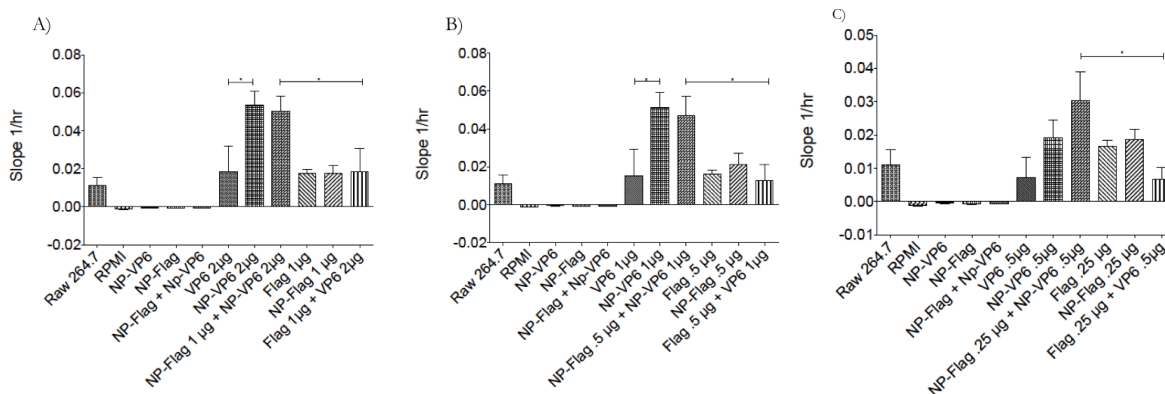 A)
Slope 1/hr
0.08
0.06
0.04
0.02
0.00
-0.02
*
*
Raw 264.7
RPMI
NP-VP6
NP-Flag
NP-Flag + Np-VP6
VP6 2µg
NP-VP6 2µg
NP-Flag 1 µg + NP-VP6 2µg
Flag 1µg
NP-Flag 1 µg
Flag 1µg + VP6 2µg
B)
Slope 1/hr
0.08
0.06
0.04
0.02
0.00
-0.02
*
*
Raw 264.7
RPMI
NP-VP6
NP-Flag
NP-Flag + Np-VP6
VP6 1µg
NP-VP6 1µg
NP-Flag .5 µg + NP-VP6 1µg
Flag .5 µg
NP-Flag .5 µg
Flag .5 µg + VP6 1µg
C)
Slope 1/hr
0.05
0.04
0.03
0.02
0.01
0.00
-0.01
*
Raw 264.7
RPMI
NP-VP6
NP-Flag
NP-Flag + Np-VP6
VP6 .5µg
NP-VP6 .5µg
NP-Flag .25 µg + NP-VP6 .5µg
Flag .25 µg
NP-Flag .25 µg
Flag .25 µg + VP6 .5µg